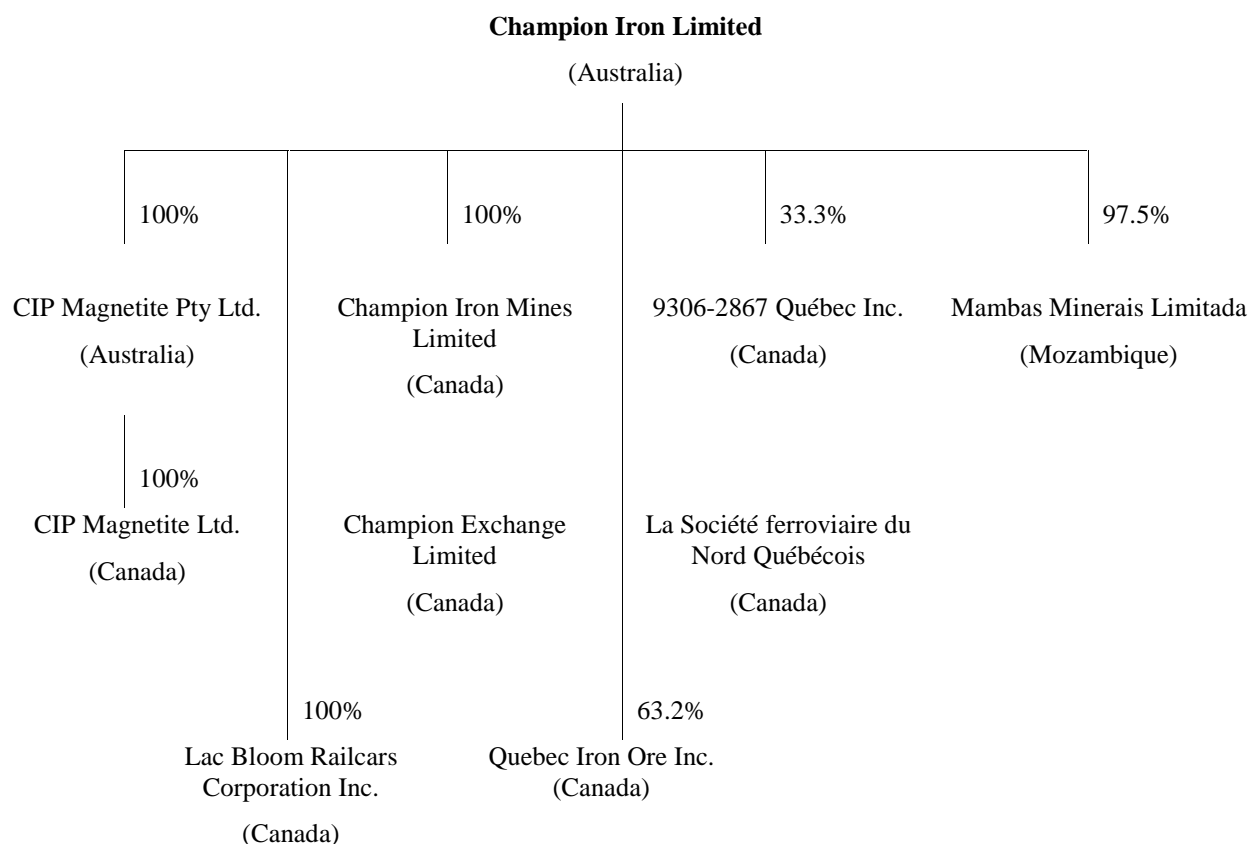 Champion Iron Limited
(Australia)
100%
100%
33.3%
97.5%
CIP Magnetite Pty Ltd.
(Australia)
Champion Iron Mines
Limited
(Canada)
9306-2867 Québec Inc.
(Canada)
Mambas Minerais Limitada
(Mozambique)
100%
CIP Magnetite Ltd.
(Canada)
Champion Exchange
Limited
(Canada)
La Société ferroviaire du
Nord Québécois
(Canada)
100%
63.2%
Lac Bloom Railcars
Corporation Inc.
(Canada)
Quebec Iron Ore Inc.
(Canada)